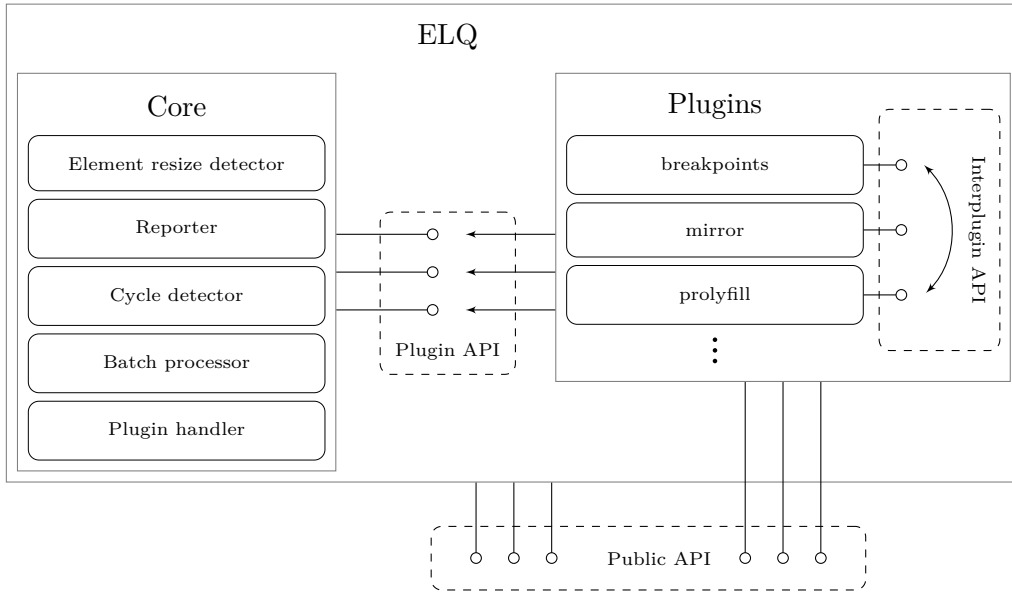 ELQ
Core
Element resize detector
Reporter
Cycle detector
Batch processor
Plugin handler
Plugin API
Plugins
breakpoints
mirror
prolyfill
Interplugin API
Public API